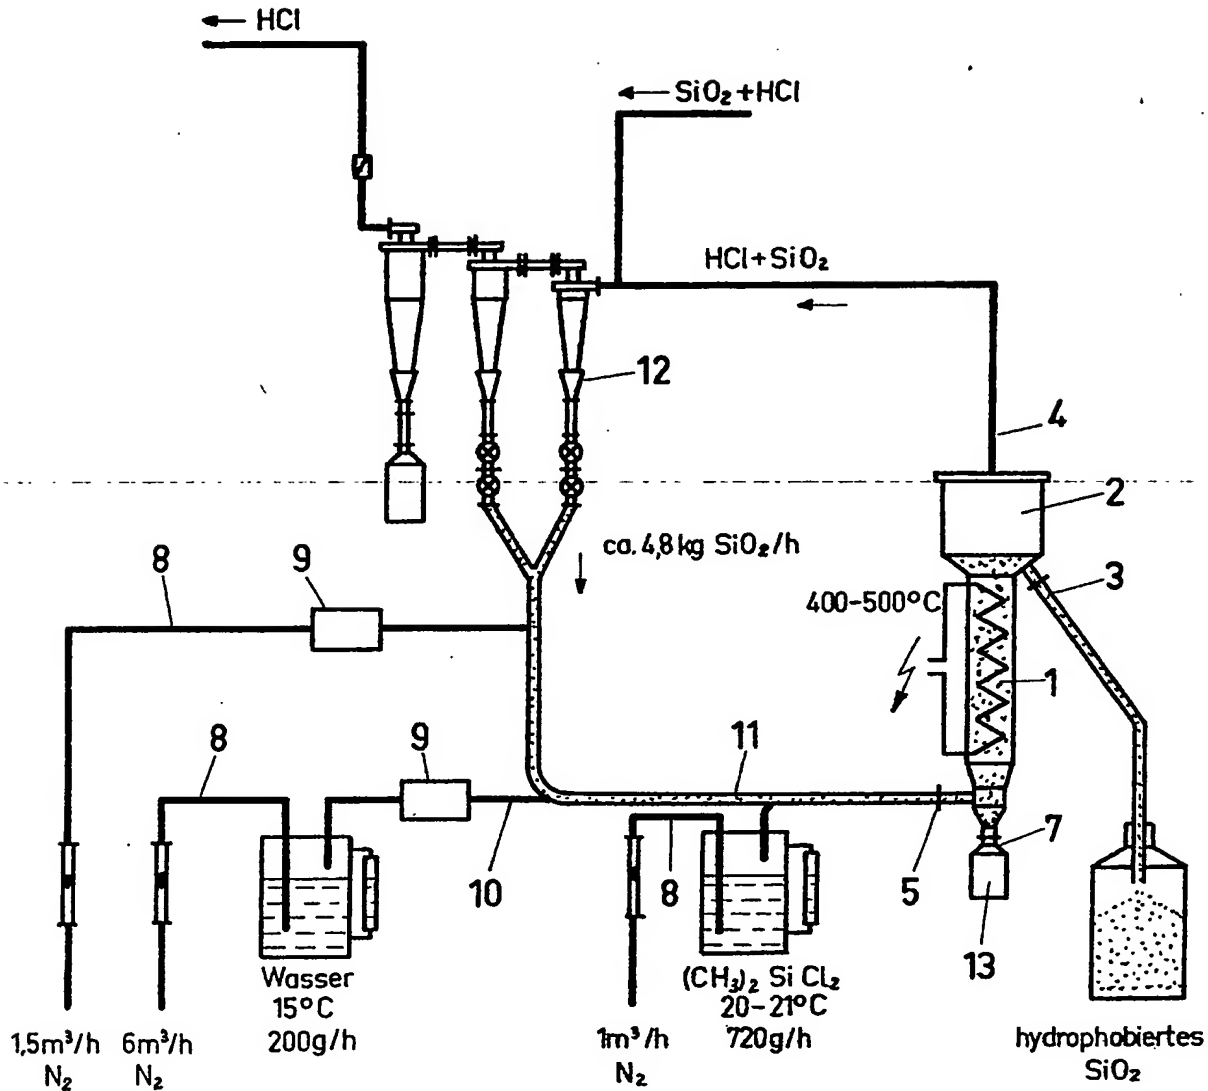 ← HCl
← SiO₂+HCl
HCl+SiO₂
←
12
4
2
ca. 4,8 kg SiO₂/h
8
9
3
400-500°C
1
8
9
11
7
10
8
5
13
Wasser
15°C
200g/h
(CH₃)₂ Si Cl₂
20-21°C
720g/h
1,5m³/h
N₂
6m³/h
N₂
1m³/h
N₂
hydrophobiertes
SiO₂